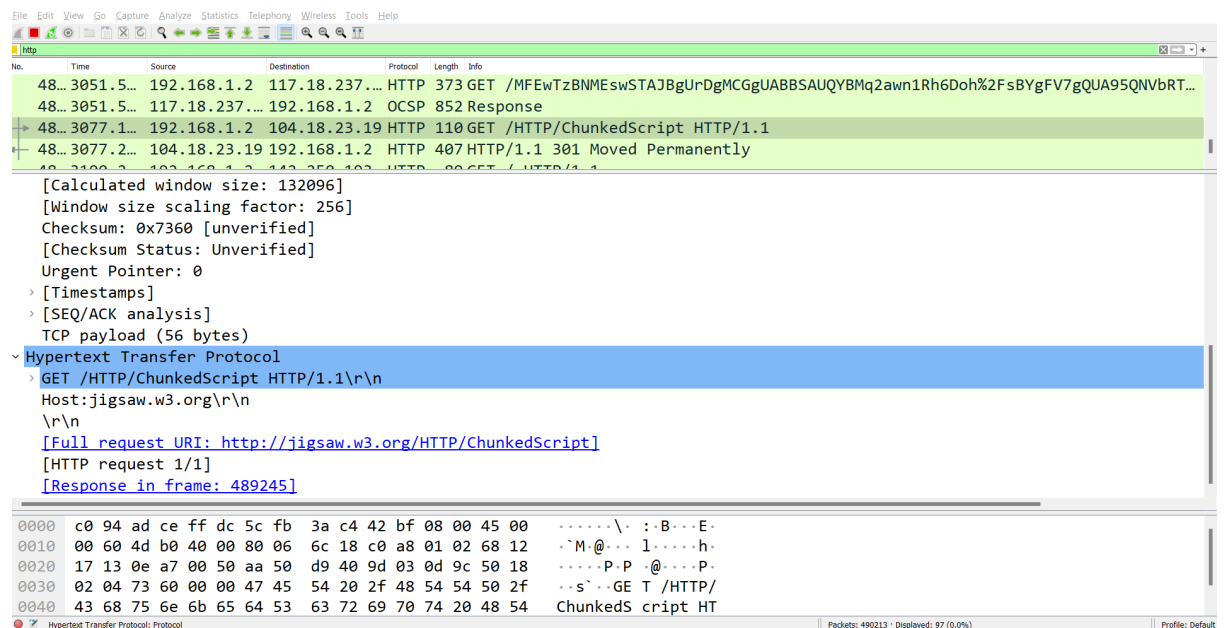 File Edit View Go Capture Analyze Statistics Telephony Wireless Tools Help
http
No. Time Source Destination Protocol Length Info
48… 3051.5… 192.168.1.2 117.18.237.… HTTP 373 GET /MFEwTzBNMEswSTAJBgUrDgMCGgUABBSAUQYBMq2awn1Rh6Doh%2FsBYgFV7gQUA95QNVbRT…
48… 3051.5… 117.18.237.… 192.168.1.2 OCSP 852 Response
48… 3077.1… 192.168.1.2 104.18.23.19 HTTP 110 GET /HTTP/ChunkedScript HTTP/1.1
48… 3077.2… 104.18.23.19 192.168.1.2 HTTP 407 HTTP/1.1 301 Moved Permanently
[Calculated window size: 132096]
[Window size scaling factor: 256]
Checksum: 0x7360 [unverified]
[Checksum Status: Unverified]
Urgent Pointer: 0
[Timestamps]
[SEQ/ACK analysis]
TCP payload (56 bytes)
Hypertext Transfer Protocol
GET /HTTP/ChunkedScript HTTP/1.1\r\n
Host:jigsaw.w3.org\r\n
\r\n
[Full request URI: http://jigsaw.w3.org/HTTP/ChunkedScript]
[HTTP request 1/1]
[Response in frame: 489245]
0000 c0 94 ad ce ff dc 5c fb 3a c4 42 bf 08 00 45 00 ······\· :·B···E·
0010 00 60 4d b0 40 00 80 06 6c 18 c0 a8 01 02 68 12 ·`M·@··· l·····h·
0020 17 13 0e a7 00 50 aa 50 d9 40 9d 03 0d 9c 50 18 ·····P·P ·@····P·
0030 02 04 73 60 00 00 47 45 54 20 2f 48 54 54 50 2f ··s`··GE T /HTTP/
0040 43 68 75 6e 6b 65 64 53 63 72 69 70 74 20 48 54 ChunkedS cript HT
Hypertext Transfer Protocol: Protocol Packets: 490213 · Displayed: 97 (0.0%) Profile: Default